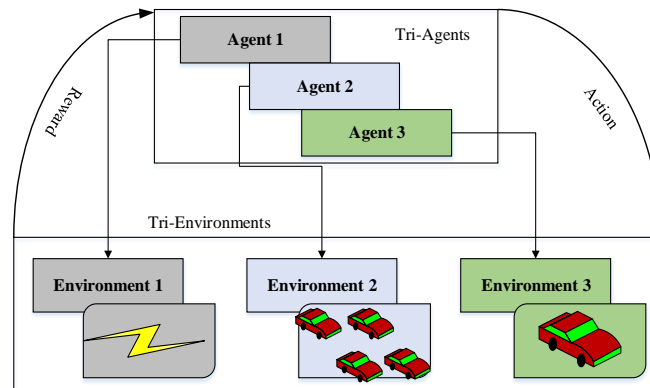 Agent 1
Tri-Agents
Agent 2
Agent 3
Reward
Action
Tri-Environments
Environment 1
Environment 2
Environment 3